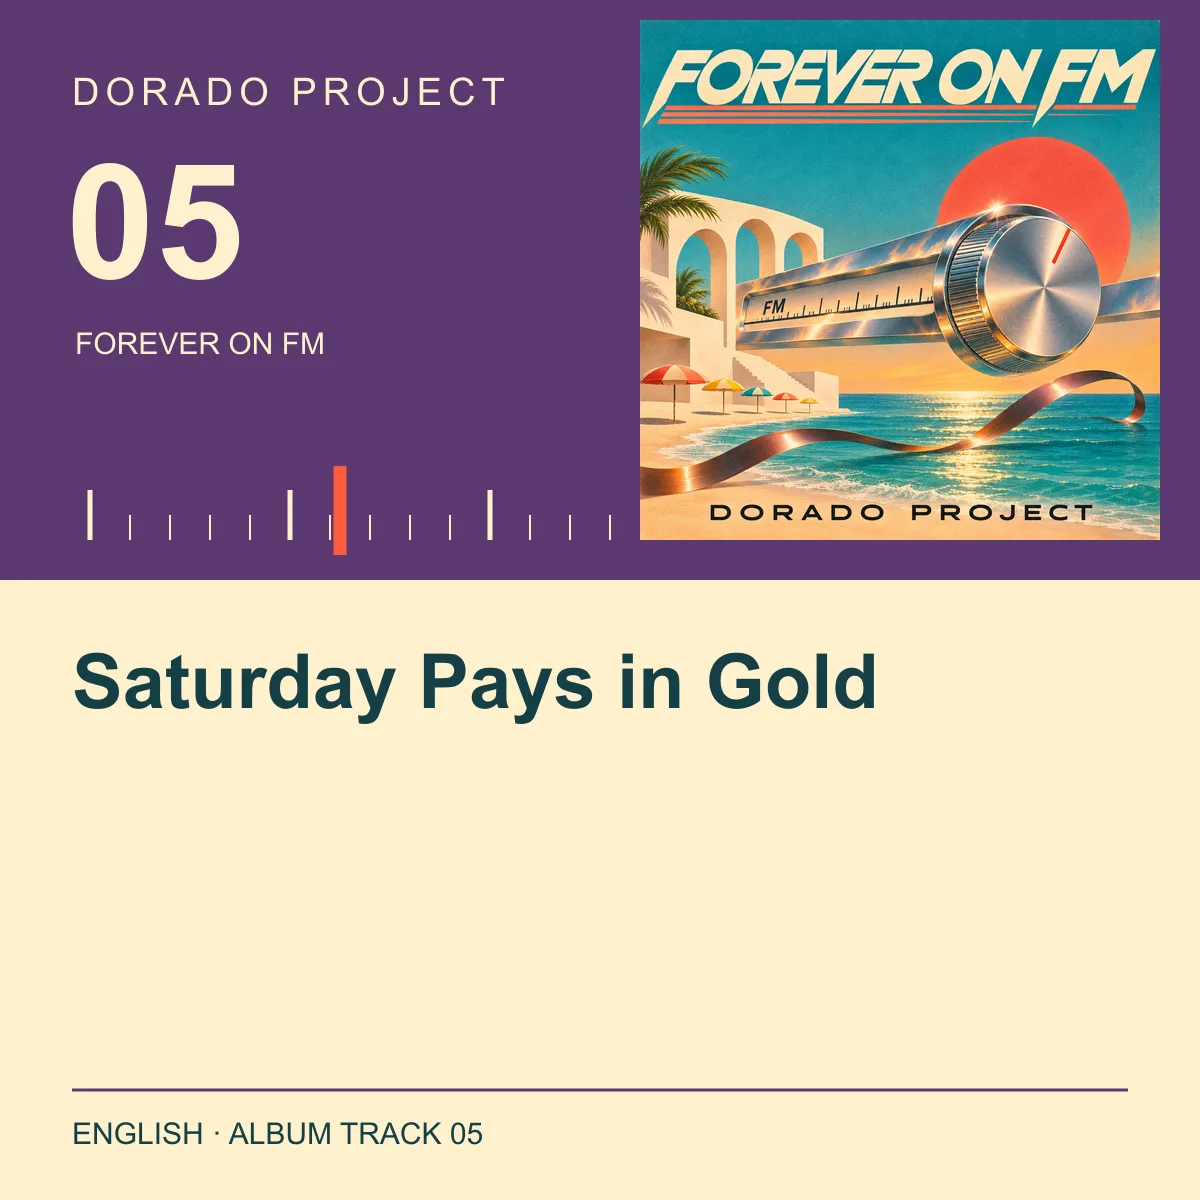 DORADO PROJECT
05
FOREVER ON FM
FOREVER ON FM
FM
DORADO PROJECT
Saturday Pays in Gold
ENGLISH · ALBUM TRACK 05